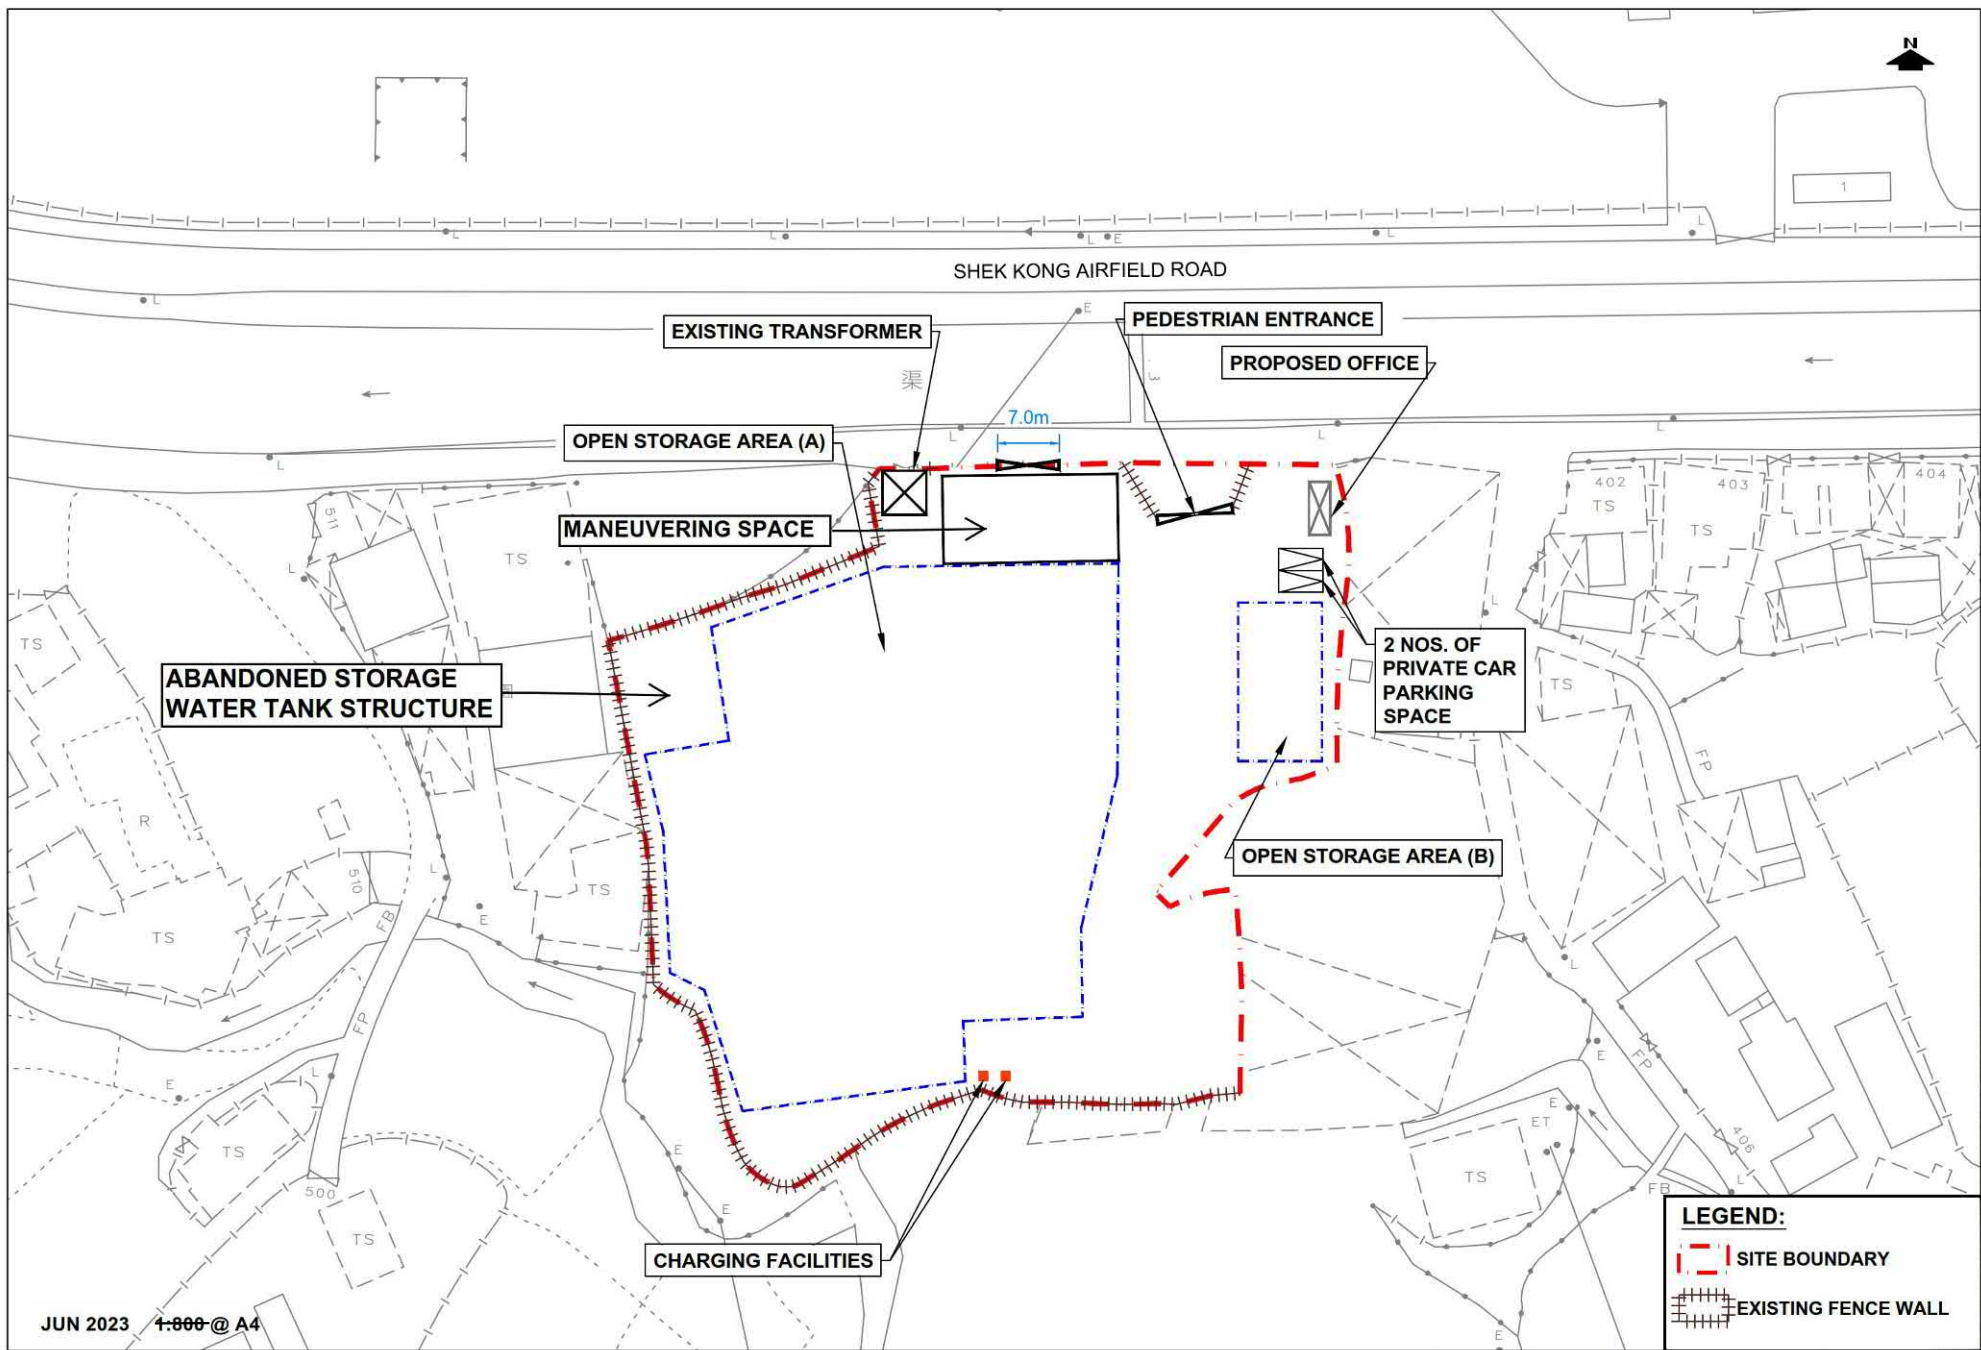 N
1
L
L
L
E
L
L
SHEK KONG AIRFIELD ROAD
L
E
PEDESTRIAN ENTRANCE
EXISTING TRANSFORMER
PROPOSED OFFICE
渠
7.0m
OPEN STORAGE AREA (A)
L
L
L
L
402
403
404
TS
TS
511
MANEUVERING SPACE
TS
L
L
TS
2 NOS. OF
PRIVATE CAR
PARKING
SPACE
ABANDONED STORAGE
WATER TANK STRUCTURE
TS
FP
R
OPEN STORAGE AREA (B)
510
L
TS
E
FB
TS
L
FP
E
FP
L
E
E
ET
406
TS
E
TS
L
FB
500
E
TS
CHARGING FACILITIES
LEGEND:
SITE BOUNDARY
EXISTING FENCE WALL
JUN 2023 1:800 @ A4
E